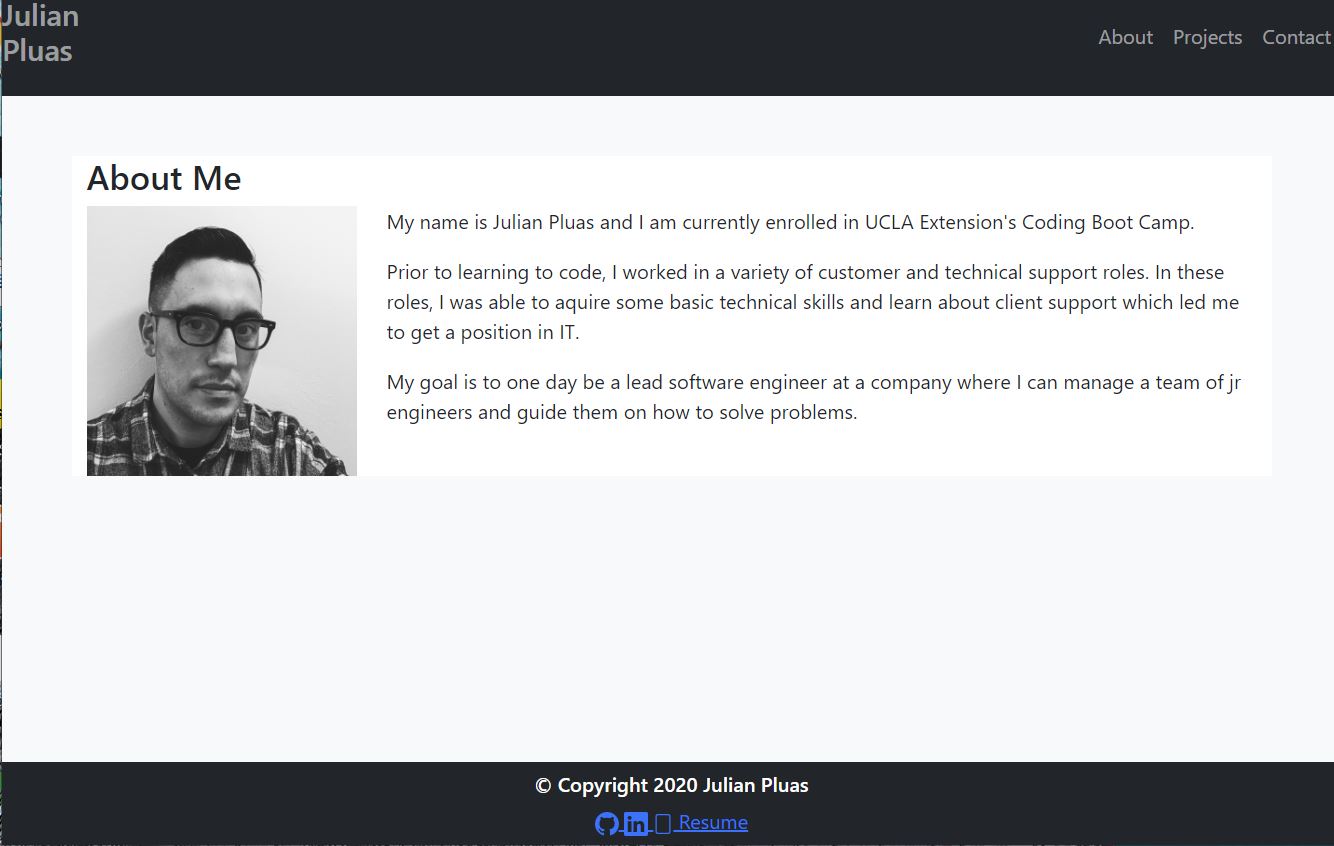 Julian
Pluas
About Projects Contact
About Me
My name is Julian Pluas and I am currently enrolled in UCLA Extension's Coding Boot Camp.
Prior to learning to code, I worked in a variety of customer and technical support roles. In these
roles, I was able to aquire some basic technical skills and learn about client support which led me
to get a position in IT.
My goal is to one day be a lead software engineer at a company where I can manage a team of jr
engineers and guide them on how to solve problems.
© Copyright 2020 Julian Pluas
in Resume